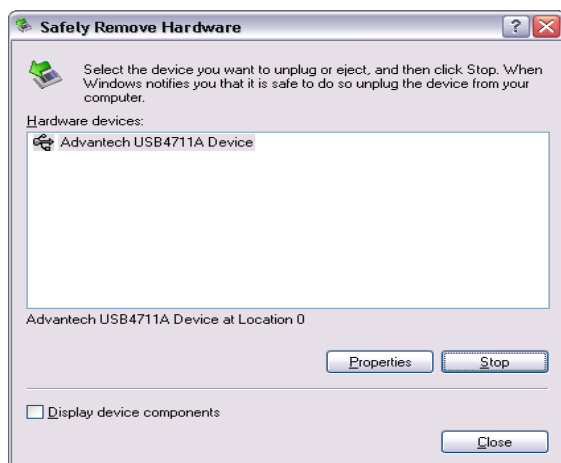 Safely Remove Hardware
?
Select the device you want to unplug or eject, and then click Stop. When
Windows notifies you that it is safe to do so unplug the device from your
computer.
Hardware devices:
Advantech USB4711A Device
Advantech USB4711A Device at Location 0
Properties
Stop
Display device components
Close